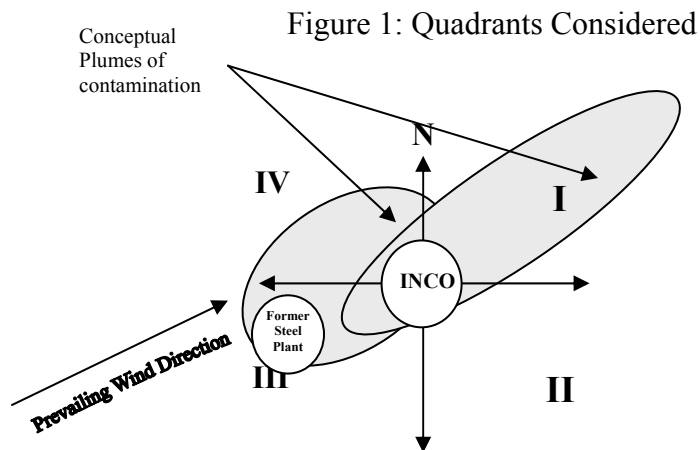 Figure 1: Quadrants Considered
Conceptual
Plumes of
contamination
N
IV
I
INCO
Former
Steel
Plant
Prevailing Wind Direction
III
II